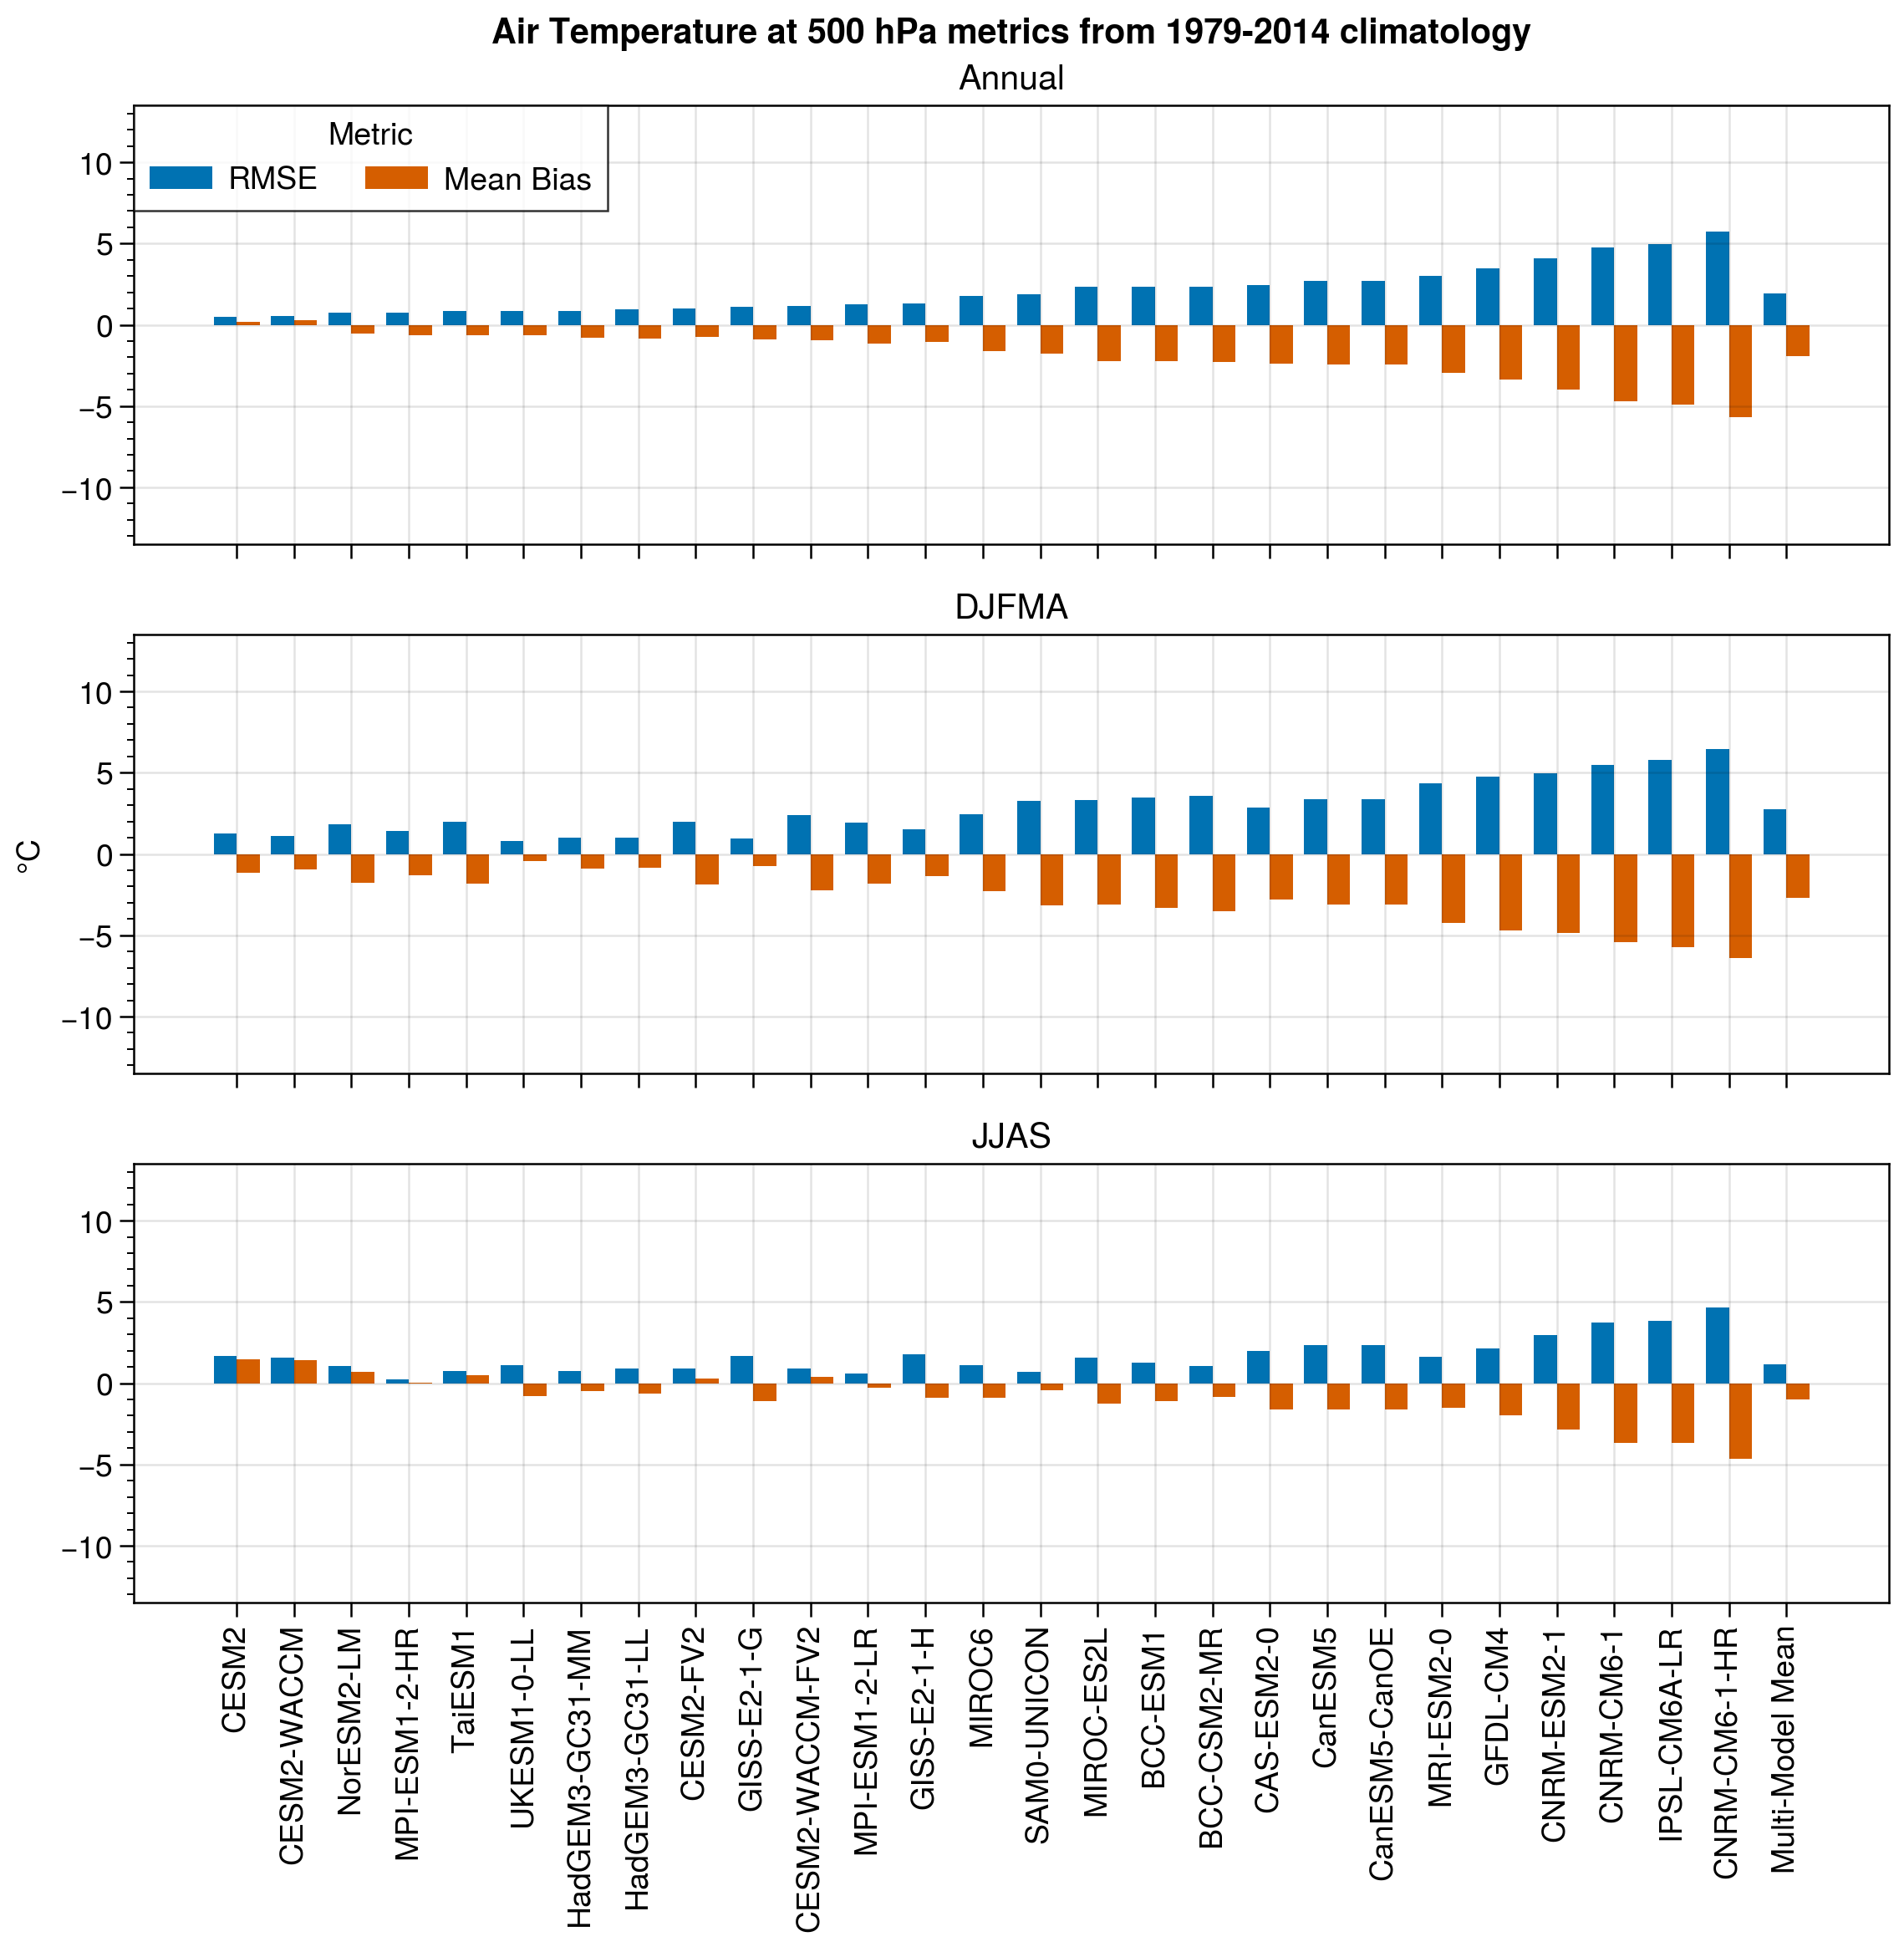 Air Temperature at 500 hPa metrics from 1979-2014 climatology
Annual
Metric
RMSE
Mean Bias
10
5
0
−5
−10
DJFMA
°C
10
5
0
−5
−10
JJAS
10
5
0
−5
−10
CESM2
CESM2-WACCM
NorESM2-LM
MPI-ESM1-2-HR
TaiESM1
UKESM1-0-LL
HadGEM3-GC31-MM
HadGEM3-GC31-LL
CESM2-FV2
GISS-E2-1-G
CESM2-WACCM-FV2
MPI-ESM1-2-LR
GISS-E2-1-H
MIROC6
SAM0-UNICON
MIROC-ES2L
BCC-ESM1
BCC-CSM2-MR
CAS-ESM2-0
CanESM5
CanESM5-CanOE
MRI-ESM2-0
GFDL-CM4
CNRM-ESM2-1
CNRM-CM6-1
IPSL-CM6A-LR
CNRM-CM6-1-HR
Multi-Model Mean